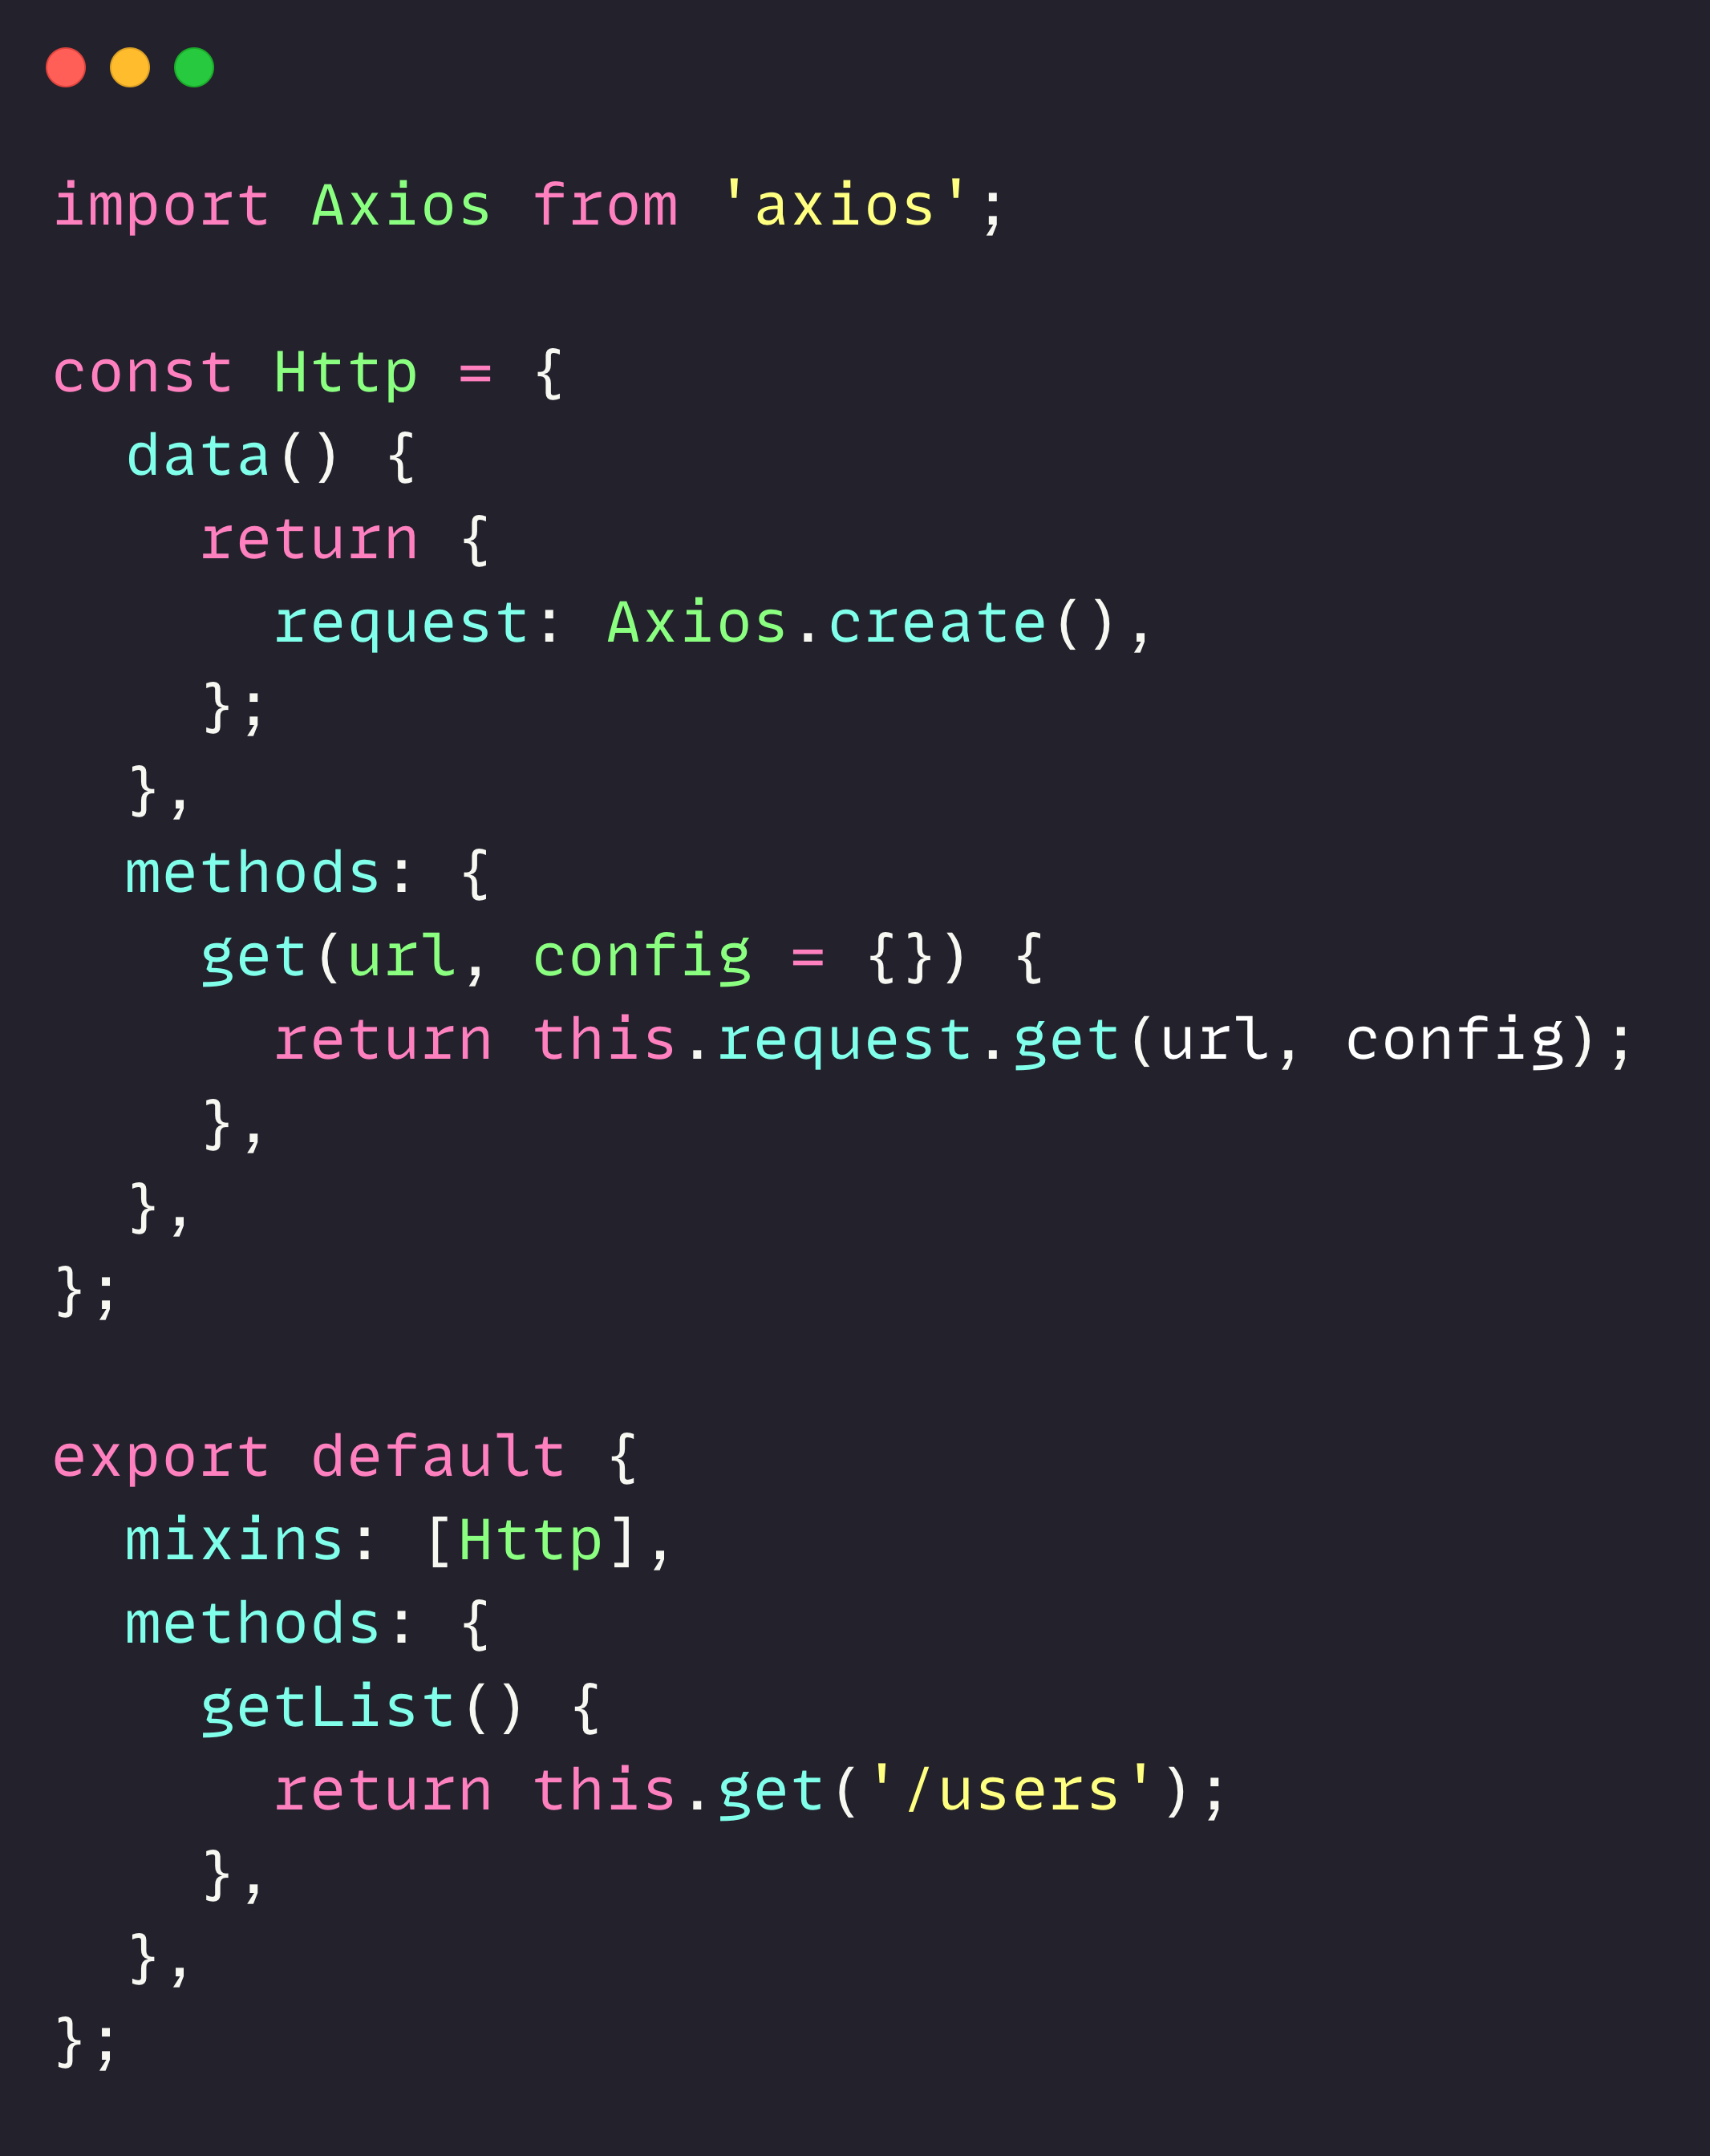 import Axios from 'axios';

const Http = {
  data() {
    return {
      request: Axios.create(),
    };
  },
  methods: {
    get(url, config = {}) {
      return this.request.get(url, config);
    },
  },
};

export default {
  mixins: [Http],
  methods: {
    getList() {
      return this.get('/users');
    },
  },
};